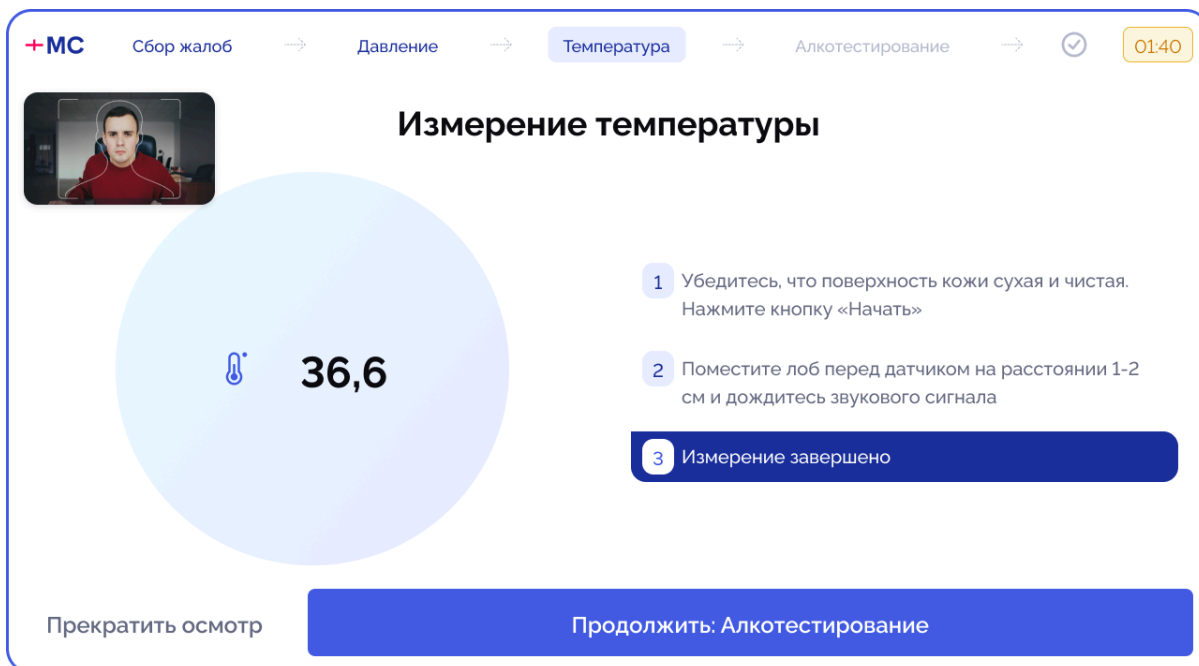 +МС
Сбор жалоб
Давление
Температура
Алкотестирование
01:40
Измерение температуры
36,6
1 Убедитесь, что поверхность кожи сухая и чистая.
Нажмите кнопку «Начать»
2 Поместите лоб перед датчиком на расстоянии 1-2
см и дождитесь звукового сигнала
3 Измерение завершено
Прекратить осмотр
Продолжить: Алкотестирование